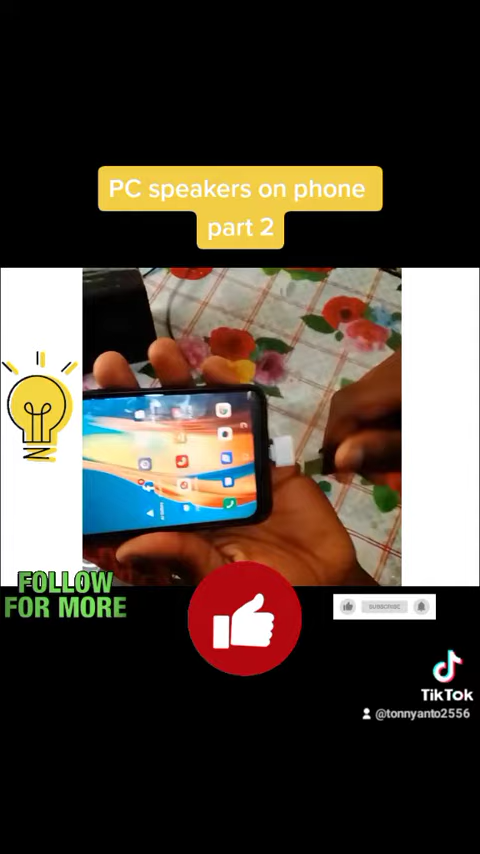 PC speakers on phone
part 2
FOLLOW
FOR MORE
SUBSCRIBE
TikTok
@tonnyanto2556